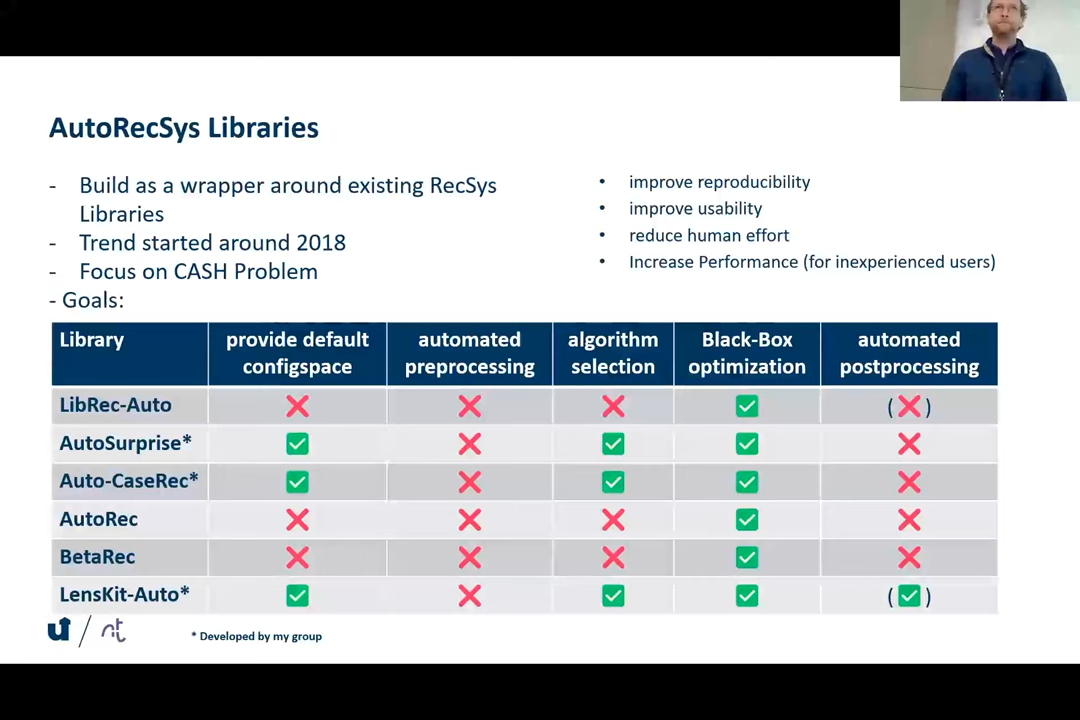 AutoRecSys Libraries
- Build as a wrapper around existing RecSys
Libraries
- Trend started around 2018
- Focus on CASH Problem
- Goals:
• improve reproducibility
• improve usability
• reduce human effort
• Increase Performance (for inexperienced users)
Library provide default configspace automated preprocessing algorithm selection Black-Box optimization automated postprocessing
LibRec-Auto ❌ ❌ ❌ ✅ (❌)
AutoSurprise* ✅ ❌ ✅ ✅ ❌
Auto-CaseRec* ✅ ❌ ✅ ✅ ❌
AutoRec ❌ ❌ ❌ ✅ ❌
BetaRec ❌ ❌ ❌ ✅ ❌
LensKit-Auto* ✅ ❌ ✅ ✅ (✅)
* Developed by my group